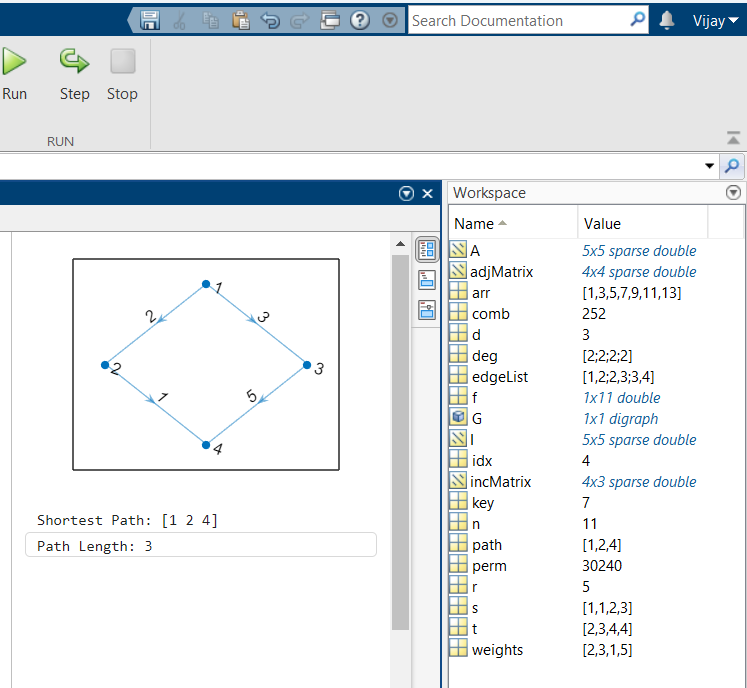 Search Documentation
Vijay
Run
Step
Stop
RUN
1
2
3
2
3
1
5
4
Shortest Path: [1 2 4]
Path Length: 3
Workspace
Name Value
A 5x5 sparse double
adjMatrix 4x4 sparse double
arr [1,3,5,7,9,11,13]
comb 252
d 3
deg [2;2;2;2]
edgeList [1,2;2,3;3,4]
f 1x11 double
G 1x1 digraph
I 5x5 sparse double
idx 4
incMatrix 4x3 sparse double
key 7
n 11
path [1,2,4]
perm 30240
r 5
s [1,1,2,3]
t [2,3,4,4]
weights [2,3,1,5]